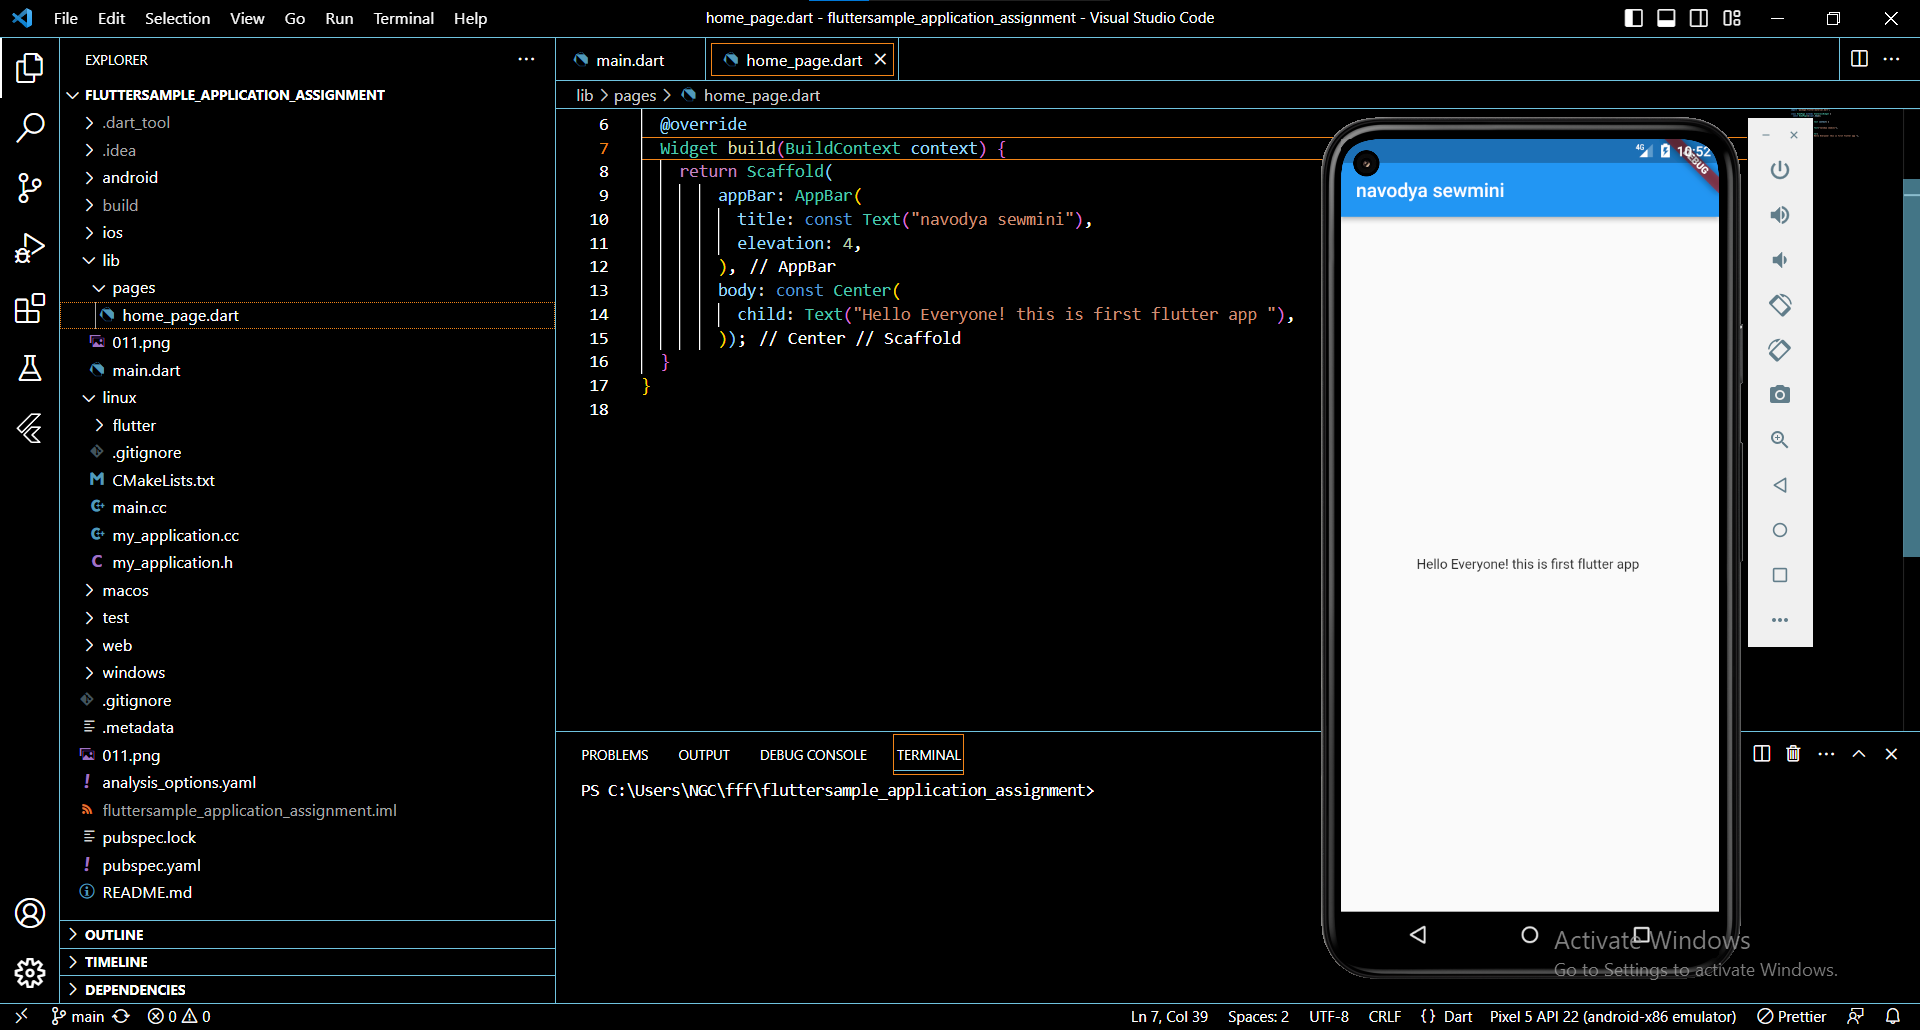 File Edit Selection View Go Run Terminal Help
home_page.dart - fluttersample_application_assignment - Visual Studio Code
EXPLORER
FLUTTERSAMPLE_APPLICATION_ASSIGNMENT
.dart_tool
.idea
android
build
ios
lib
pages
home_page.dart
011.png
main.dart
linux
flutter
.gitignore
CMakeLists.txt
main.cc
my_application.cc
my_application.h
macos
test
web
windows
.gitignore
.metadata
011.png
analysis_options.yaml
fluttersample_application_assignment.iml
pubspec.lock
pubspec.yaml
README.md
OUTLINE
TIMELINE
DEPENDENCIES
main.dart home_page.dart
lib > pages > home_page.dart
6 @override
7 Widget build(BuildContext context) {
8 return Scaffold(
9 appBar: AppBar(
10 title: const Text("navodya sewmini"),
11 elevation: 4,
12 ), // AppBar
13 body: const Center(
14 child: Text("Hello Everyone! this is first flutter app "),
15 )); // Center // Scaffold
16 }
17 }
18
4G 10:52
DEBUG
navodya sewmini
Hello Everyone! this is first flutter app
PROBLEMS OUTPUT DEBUG CONSOLE TERMINAL
PS C:\Users\NGC\fff\fluttersample_application_assignment>
Activate Windows
Go to Settings to activate Windows.
main 0 0
Ln 7, Col 39 Spaces: 2 UTF-8 CRLF {} Dart Pixel 5 API 22 (android-x86 emulator) Prettier